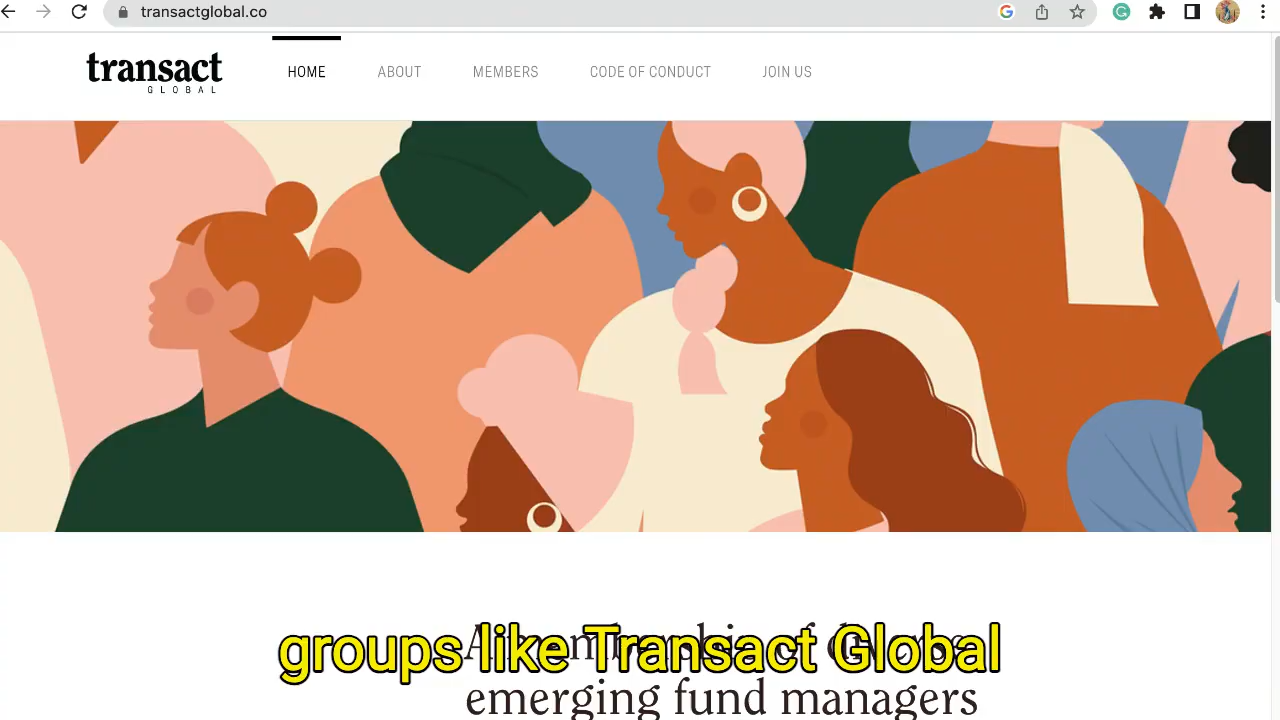 transactglobal.co
transact
GLOBAL
HOME
ABOUT
MEMBERS
CODE OF CONDUCT
JOIN US
groups like Transact Global
emerging fund managers